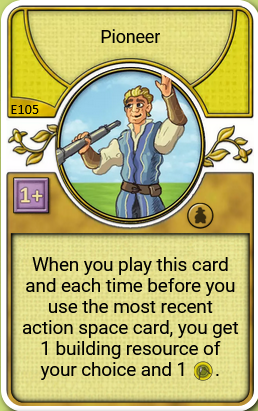 Pioneer
E105
1+
When you play this card
and each time before you
use the most recent
action space card, you get
1 building resource of
your choice and 1 .